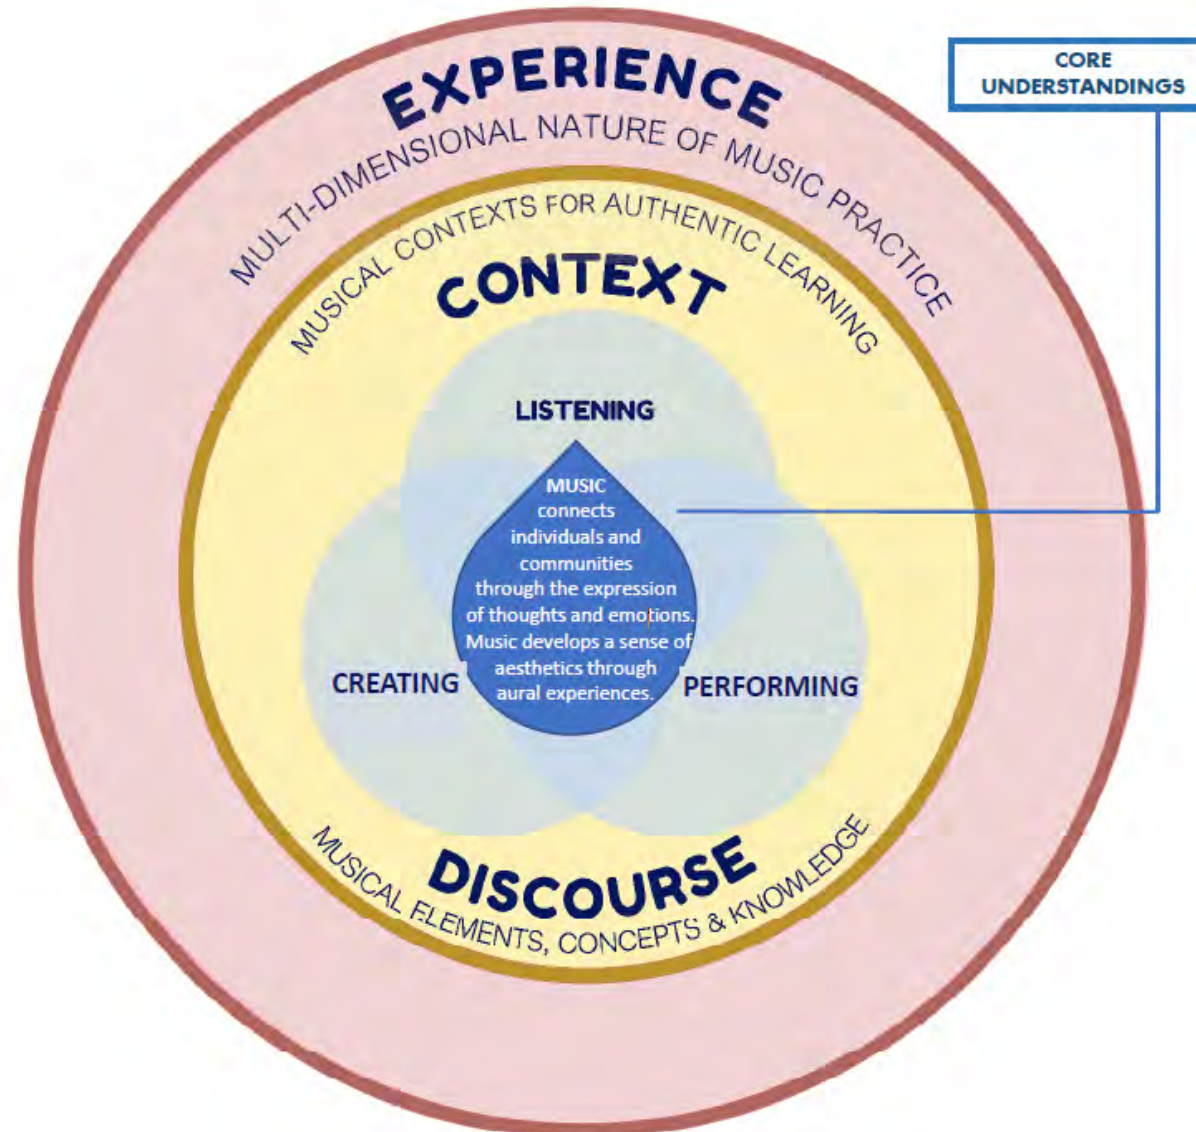 EXPERIENCE
MULTI-DIMENSIONAL NATURE OF MUSIC PRACTICE
CORE
UNDERSTANDINGS
MUSICAL CONTEXTS FOR AUTHENTIC LEARNING
CONTEXT
LISTENING
MUSIC
connects
individuals and
communities
through the expression
of thoughts and emotions.
Music develops a sense of
aesthetics through
aural experiences.
CREATING
PERFORMING
DISCOURSE
MUSICAL ELEMENTS, CONCEPTS & KNOWLEDGE